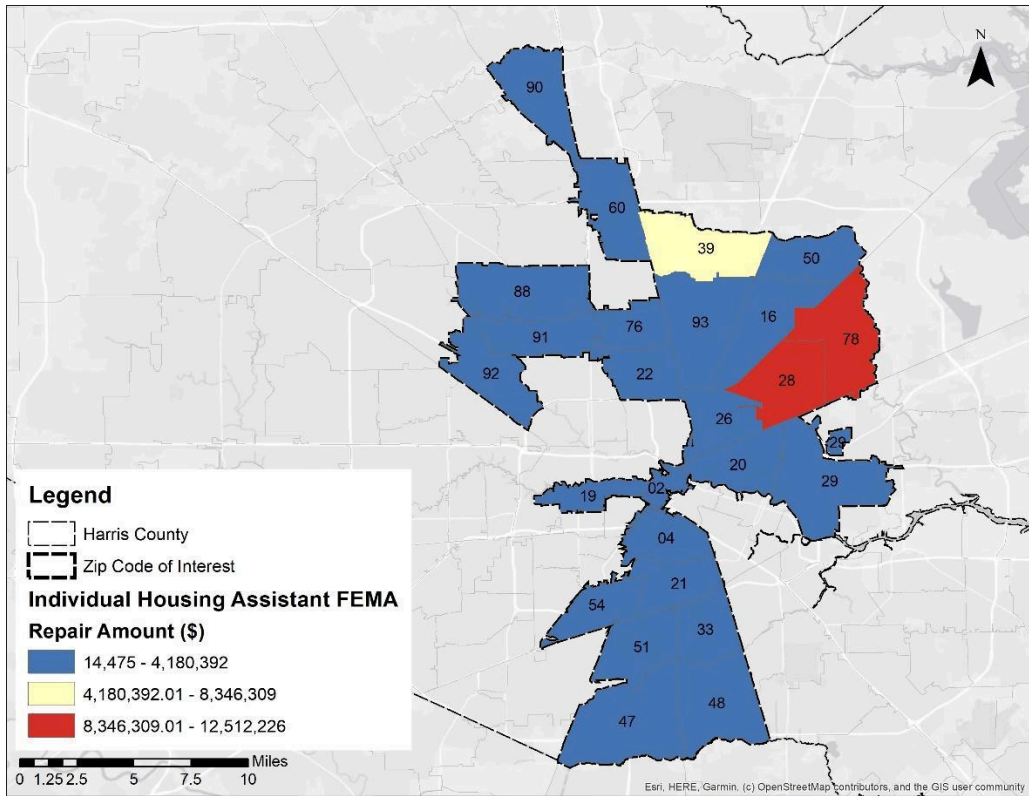 N
90
60
39
50
88
76
93
16
78
91
92
22
28
26
29
20
29
19
02
04
21
54
33
51
48
47
Legend
Harris County
Zip Code of Interest
Individual Housing Assistant FEMA
Repair Amount ($)
14,475 - 4,180,392
4,180,392.01 - 8,346,309
8,346,309.01 - 12,512,226
Miles
0 1.25 2.5 5 7.5 10
Esri, HERE, Garmin, (c) OpenStreetMap contributors, and the GIS user community